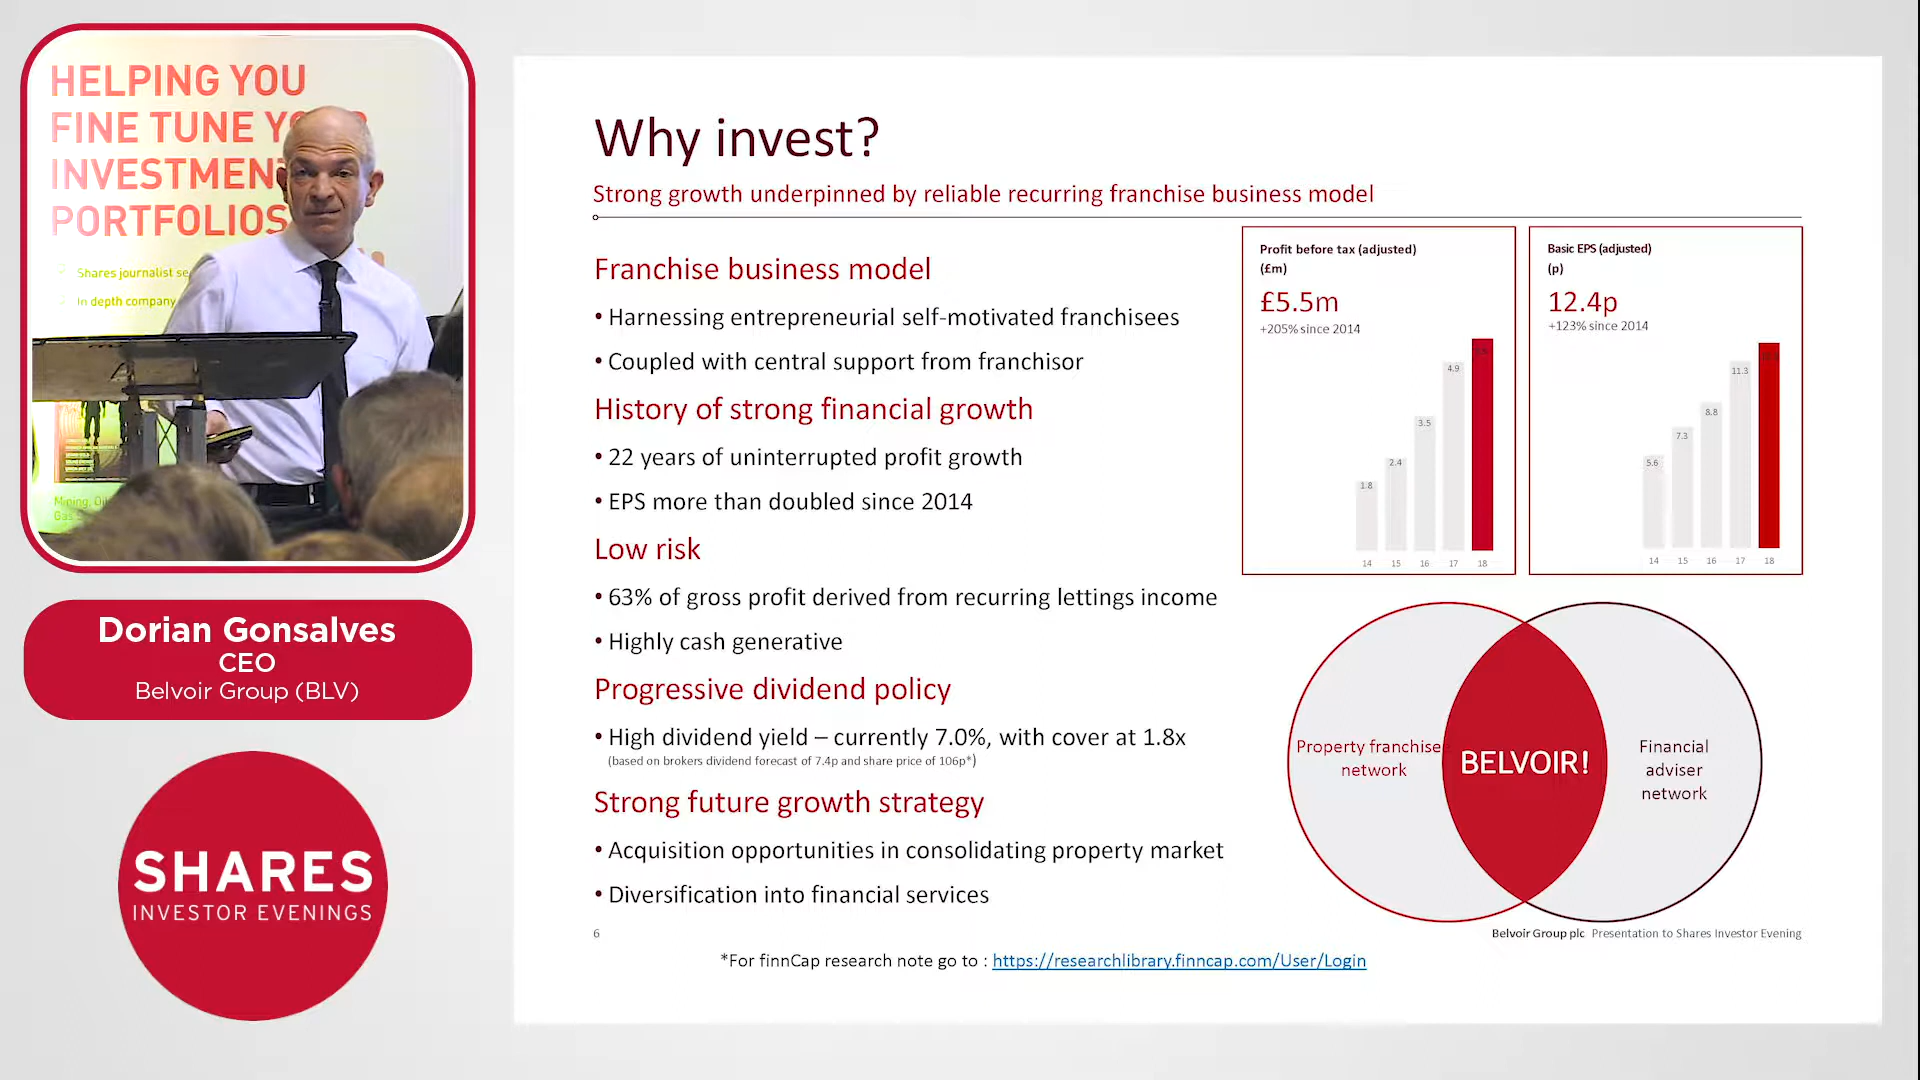 HELPING YOU
FINE TUNE
INVESTMENT
PORTFOLIOS
Shares journalist
In depth company
Mining,
Gas
Dorian Gonsalves
CEO
Belvoir Group (BLV)
SHARES
INVESTOR EVENINGS
Why invest?
Strong growth underpinned by reliable recurring franchise business model
Franchise business model
• Harnessing entrepreneurial self-motivated franchisees
• Coupled with central support from franchisor
History of strong financial growth
• 22 years of uninterrupted profit growth
• EPS more than doubled since 2014
Low risk
• 63% of gross profit derived from recurring lettings income
• Highly cash generative
Progressive dividend policy
• High dividend yield – currently 7.0%, with cover at 1.8x
(based on brokers dividend forecast of 7.4p and share price of 106p*)
Strong future growth strategy
• Acquisition opportunities in consolidating property market
• Diversification into financial services
Profit before tax (adjusted)
(£m)
£5.5m
+205% since 2014
1.8
2.4
3.5
4.9
14 15 16 17 18
Basic EPS (adjusted)
(p)
12.4p
+123% since 2014
5.6
7.3
8.8
11.3
14 15 16 17 18
Property franchise
network
BELVOIR!
Financial
adviser
network
6
Belvoir Group plc Presentation to Shares Investor Evening
*For finnCap research note go to : https://researchlibrary.finncap.com/User/Login